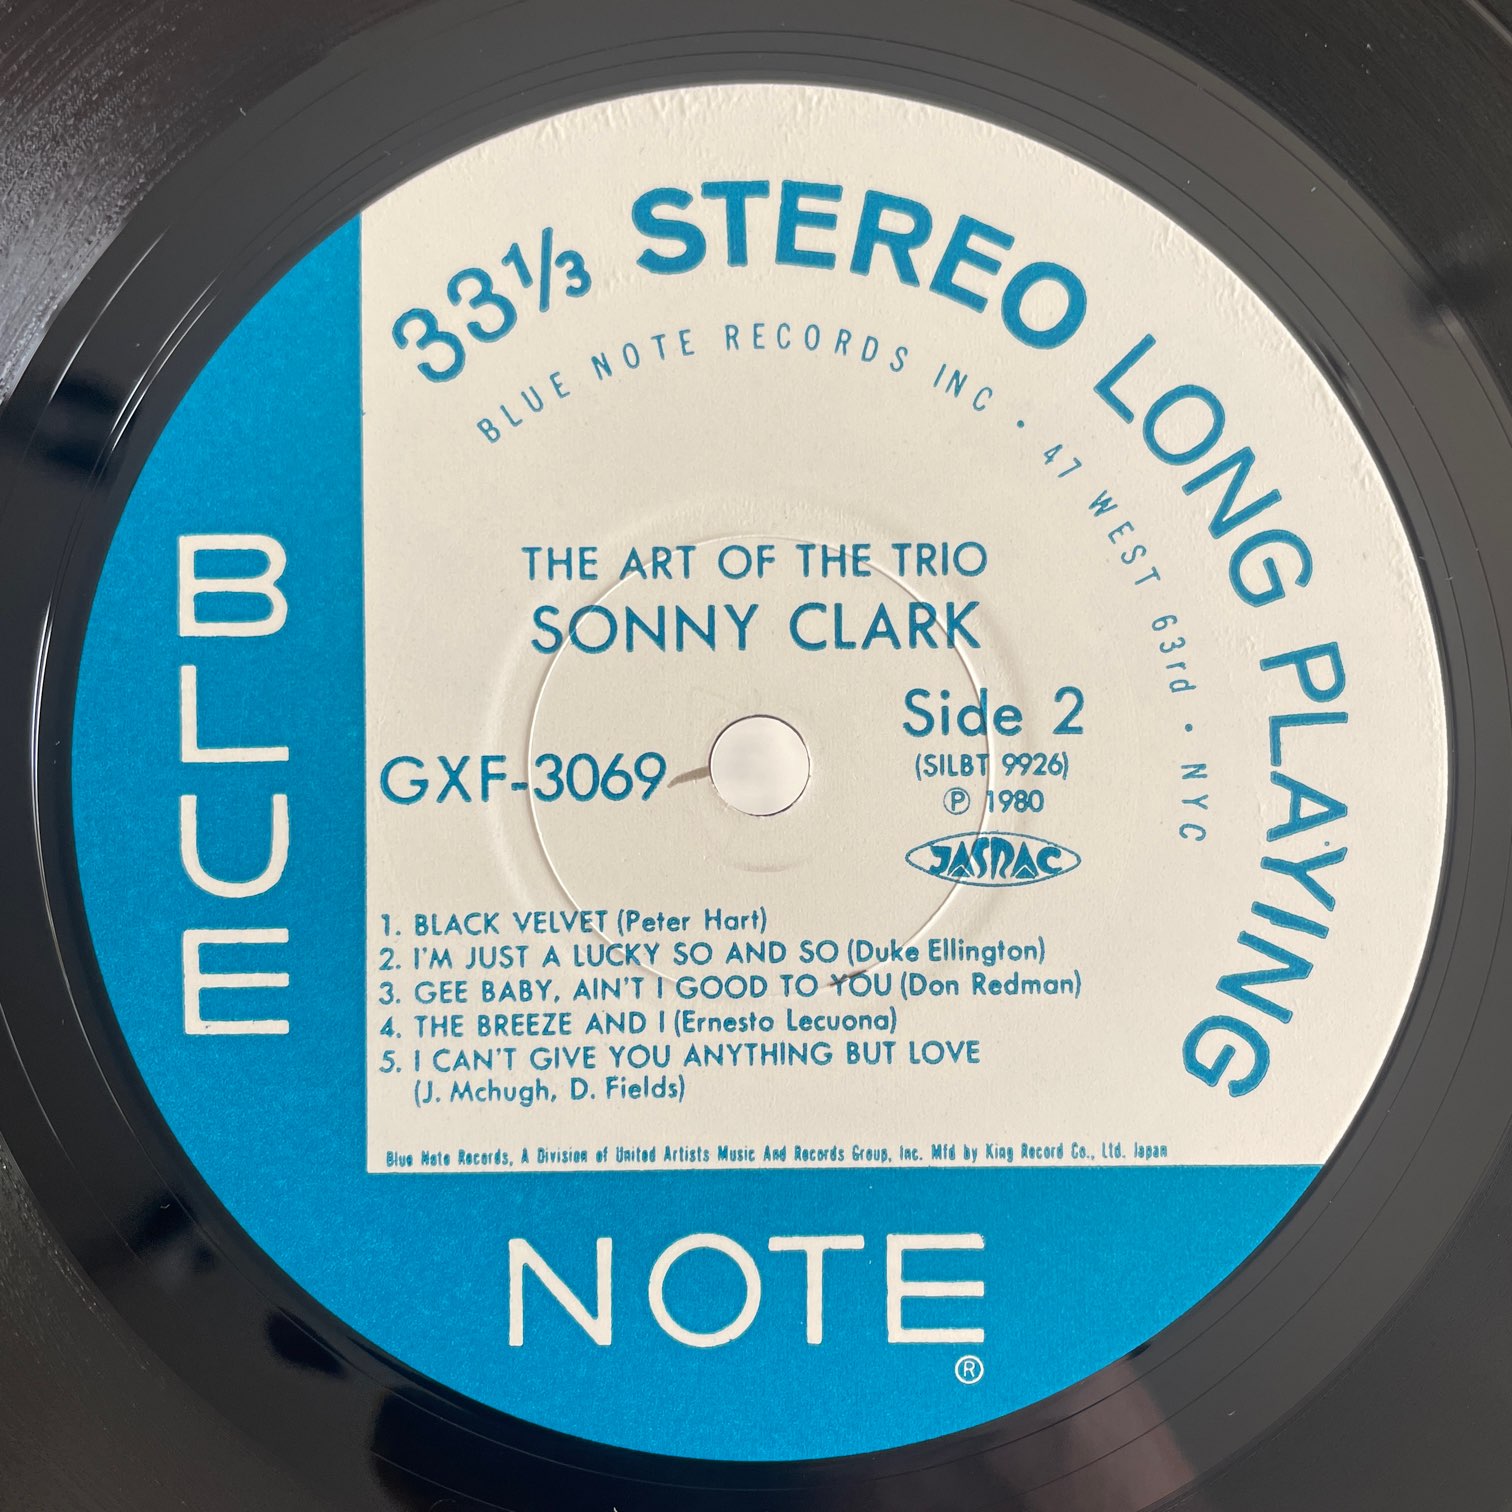 33⅓ STEREO LONG PLAYING
BLUE NOTE RECORDS INC · 47 WEST 63rd · NYC
THE ART OF THE TRIO
SONNY CLARK
Side 2
GXF-3069
(SILBT 9926)
Ⓟ 1980
JASRAC
1. BLACK VELVET (Peter Hart)
2. I'M JUST A LUCKY SO AND SO (Duke Ellington)
3. GEE BABY, AIN'T I GOOD TO YOU (Don Redman)
4. THE BREEZE AND I (Ernesto Lecuona)
5. I CAN'T GIVE YOU ANYTHING BUT LOVE
(J. Mchugh, D. Fields)
Blue Note Records, A Division of United Artists Music And Records Group, Inc. Mfd by King Record Co., Ltd. Japan
BLUE
NOTE
®